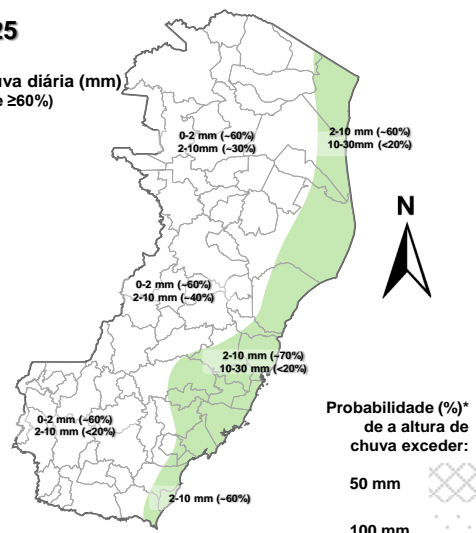 25
uva diária (mm)
e ≥60%)
0-2 mm (~60%)
2-10mm (~30%)
2-10 mm (~60%)
10-30mm (<20%)
N
0-2 mm (~60%)
2-10 mm (~40%)
2-10 mm (~70%)
10-30 mm (<20%)
0-2 mm (~60%)
2-10 mm (<20%)
2-10 mm (~60%)
Probabilidade (%)*
de a altura de
chuva exceder:
50 mm
100 mm